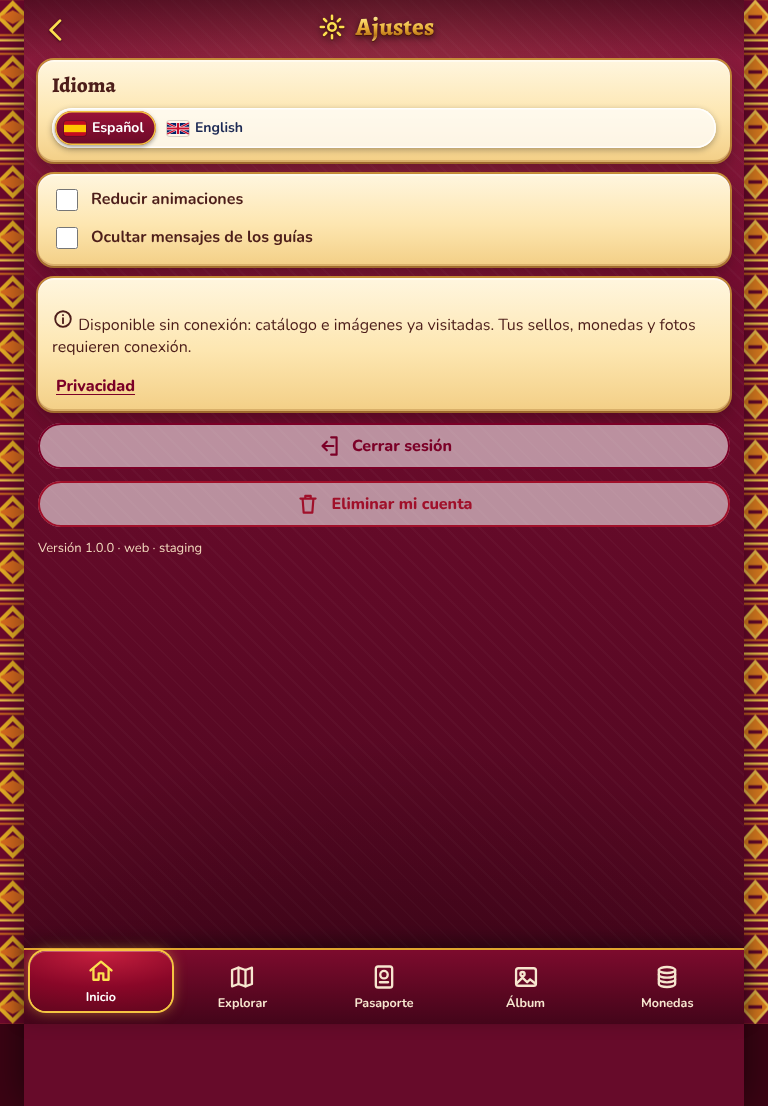 Ajustes
Idioma
Español English
Reducir animaciones
Ocultar mensajes de los guías
Disponible sin conexión: catálogo e imágenes ya visitadas. Tus sellos, monedas y fotos
requieren conexión.
Privacidad
Cerrar sesión
Eliminar mi cuenta
Versión 1.0.0 · web · staging
Inicio Explorar Pasaporte Álbum Monedas